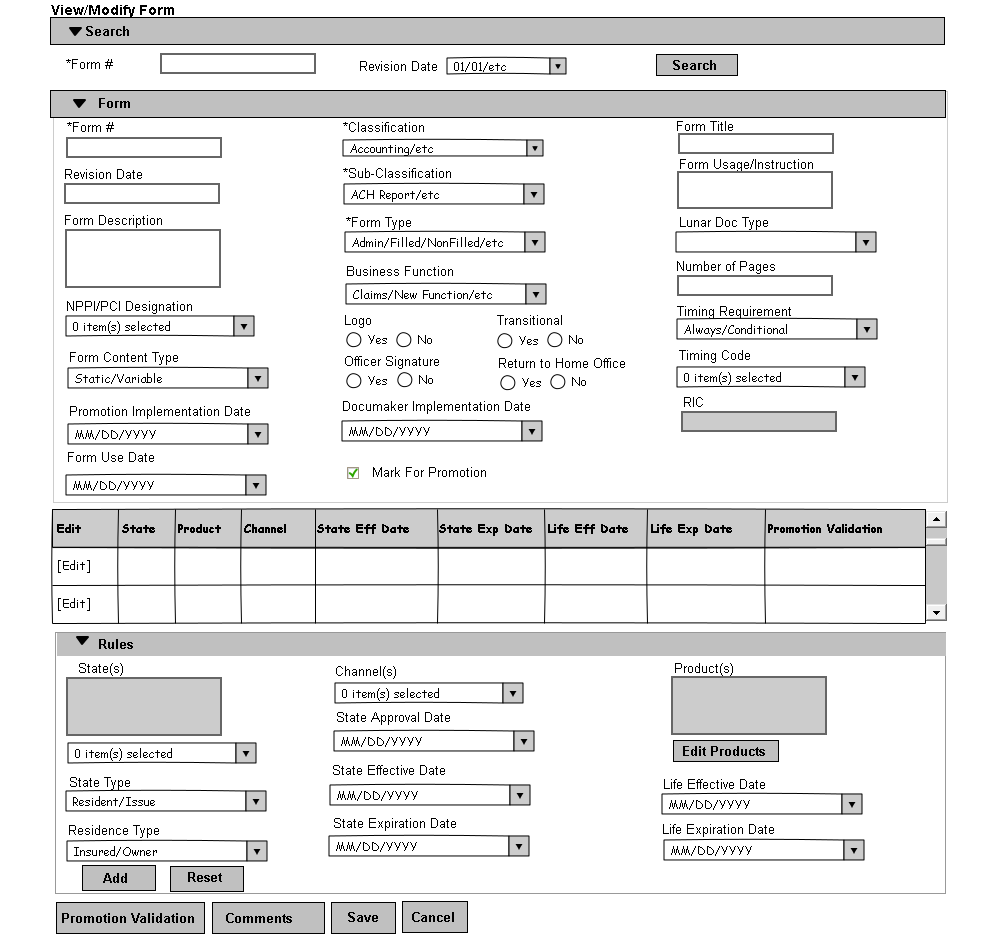 View/Modify Form
Search
*Form #
Revision Date 01/01/etc
Search
Form
*Form #
*Classification
Form Title
Accounting/etc
Form Usage/Instruction
Revision Date
*Sub-Classification
ACH Report/etc
Form Description
*Form Type
Lunar Doc Type
Admin/Filled/NonFilled/etc
Business Function
Number of Pages
Claims/New Function/etc
NPPI/PCI Designation
Timing Requirement
0 item(s) selected
Logo
Transitional
Always/Conditional
Yes No
Yes No
Form Content Type
Officer Signature
Return to Home Office
Timing Code
Static/Variable
Yes No
Yes No
0 item(s) selected
Promotion Implementation Date
Documaker Implementation Date
RIC
MM/DD/YYYY
MM/DD/YYYY
Form Use Date
Mark For Promotion
MM/DD/YYYY
Edit State Product Channel State Eff Date State Exp Date Life Eff Date Life Exp Date Promotion Validation
[Edit]
[Edit]
Rules
State(s)
Channel(s)
Product(s)
0 item(s) selected
State Approval Date
MM/DD/YYYY
0 item(s) selected
Edit Products
State Type
State Effective Date
Life Effective Date
Resident/Issue
MM/DD/YYYY
MM/DD/YYYY
Residence Type
State Expiration Date
Life Expiration Date
Insured/Owner
MM/DD/YYYY
MM/DD/YYYY
Add
Reset
Promotion Validation
Comments
Save
Cancel